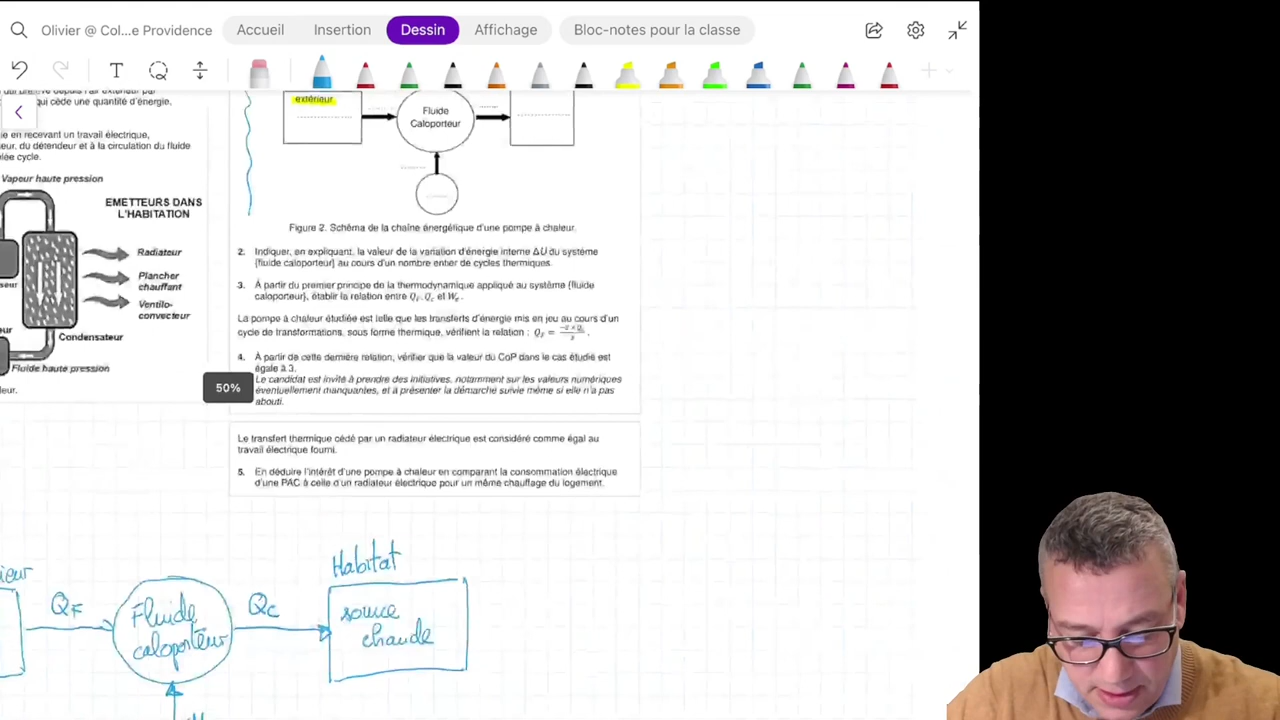 Olivier @ Col...e Providence
Accueil
Insertion
Dessin
Affichage
Bloc-notes pour la classe
qui cède une quantité d'énergie,
ie en recevant un travail électrique,
eur, du détendeur et à la circulation du fluide
elée cycle.
Vapeur haute pression
EMETTEURS DANS
L'HABITATION
Radiateur
Plancher
chauffant
Ventilo-
convecteur
Condensateur
Fluide haute pression
leur.
50%
extérieur
Fluide
Caloporteur
Figure 2. Schéma de la chaîne énergétique d'une pompe à chaleur.
2. Indiquer, en expliquant, la valeur de la variation d'énergie interne ΔU du système
{fluide caloporteur} au cours d'un nombre entier de cycles thermiques.
3. À partir du premier principe de la thermodynamique appliqué au système {fluide
caloporteur}, établir la relation entre Q_F, Q_c et W_e.
La pompe à chaleur étudiée est telle que les transferts d'énergie mis en jeu au cours d'un
cycle de transformations, sous forme thermique, vérifient la relation :
4. À partir de cette dernière relation, vérifier que la valeur du CoP dans le cas étudié est
égale à 3.
Le candidat est invité à prendre des initiatives, notamment sur les valeurs numériques
éventuellement manquantes, et à présenter la démarche suivie même si elle n'a pas
abouti.
Le transfert thermique cédé par un radiateur électrique est considéré comme égal au
travail électrique fourni.
5. En déduire l'intérêt d'une pompe à chaleur en comparant la consommation électrique
d'une PAC à celle d'un radiateur électrique pour un même chauffage du logement.
ieur
Q_F
Fluide
caloporteur
Q_C
Habitat
source
chaude